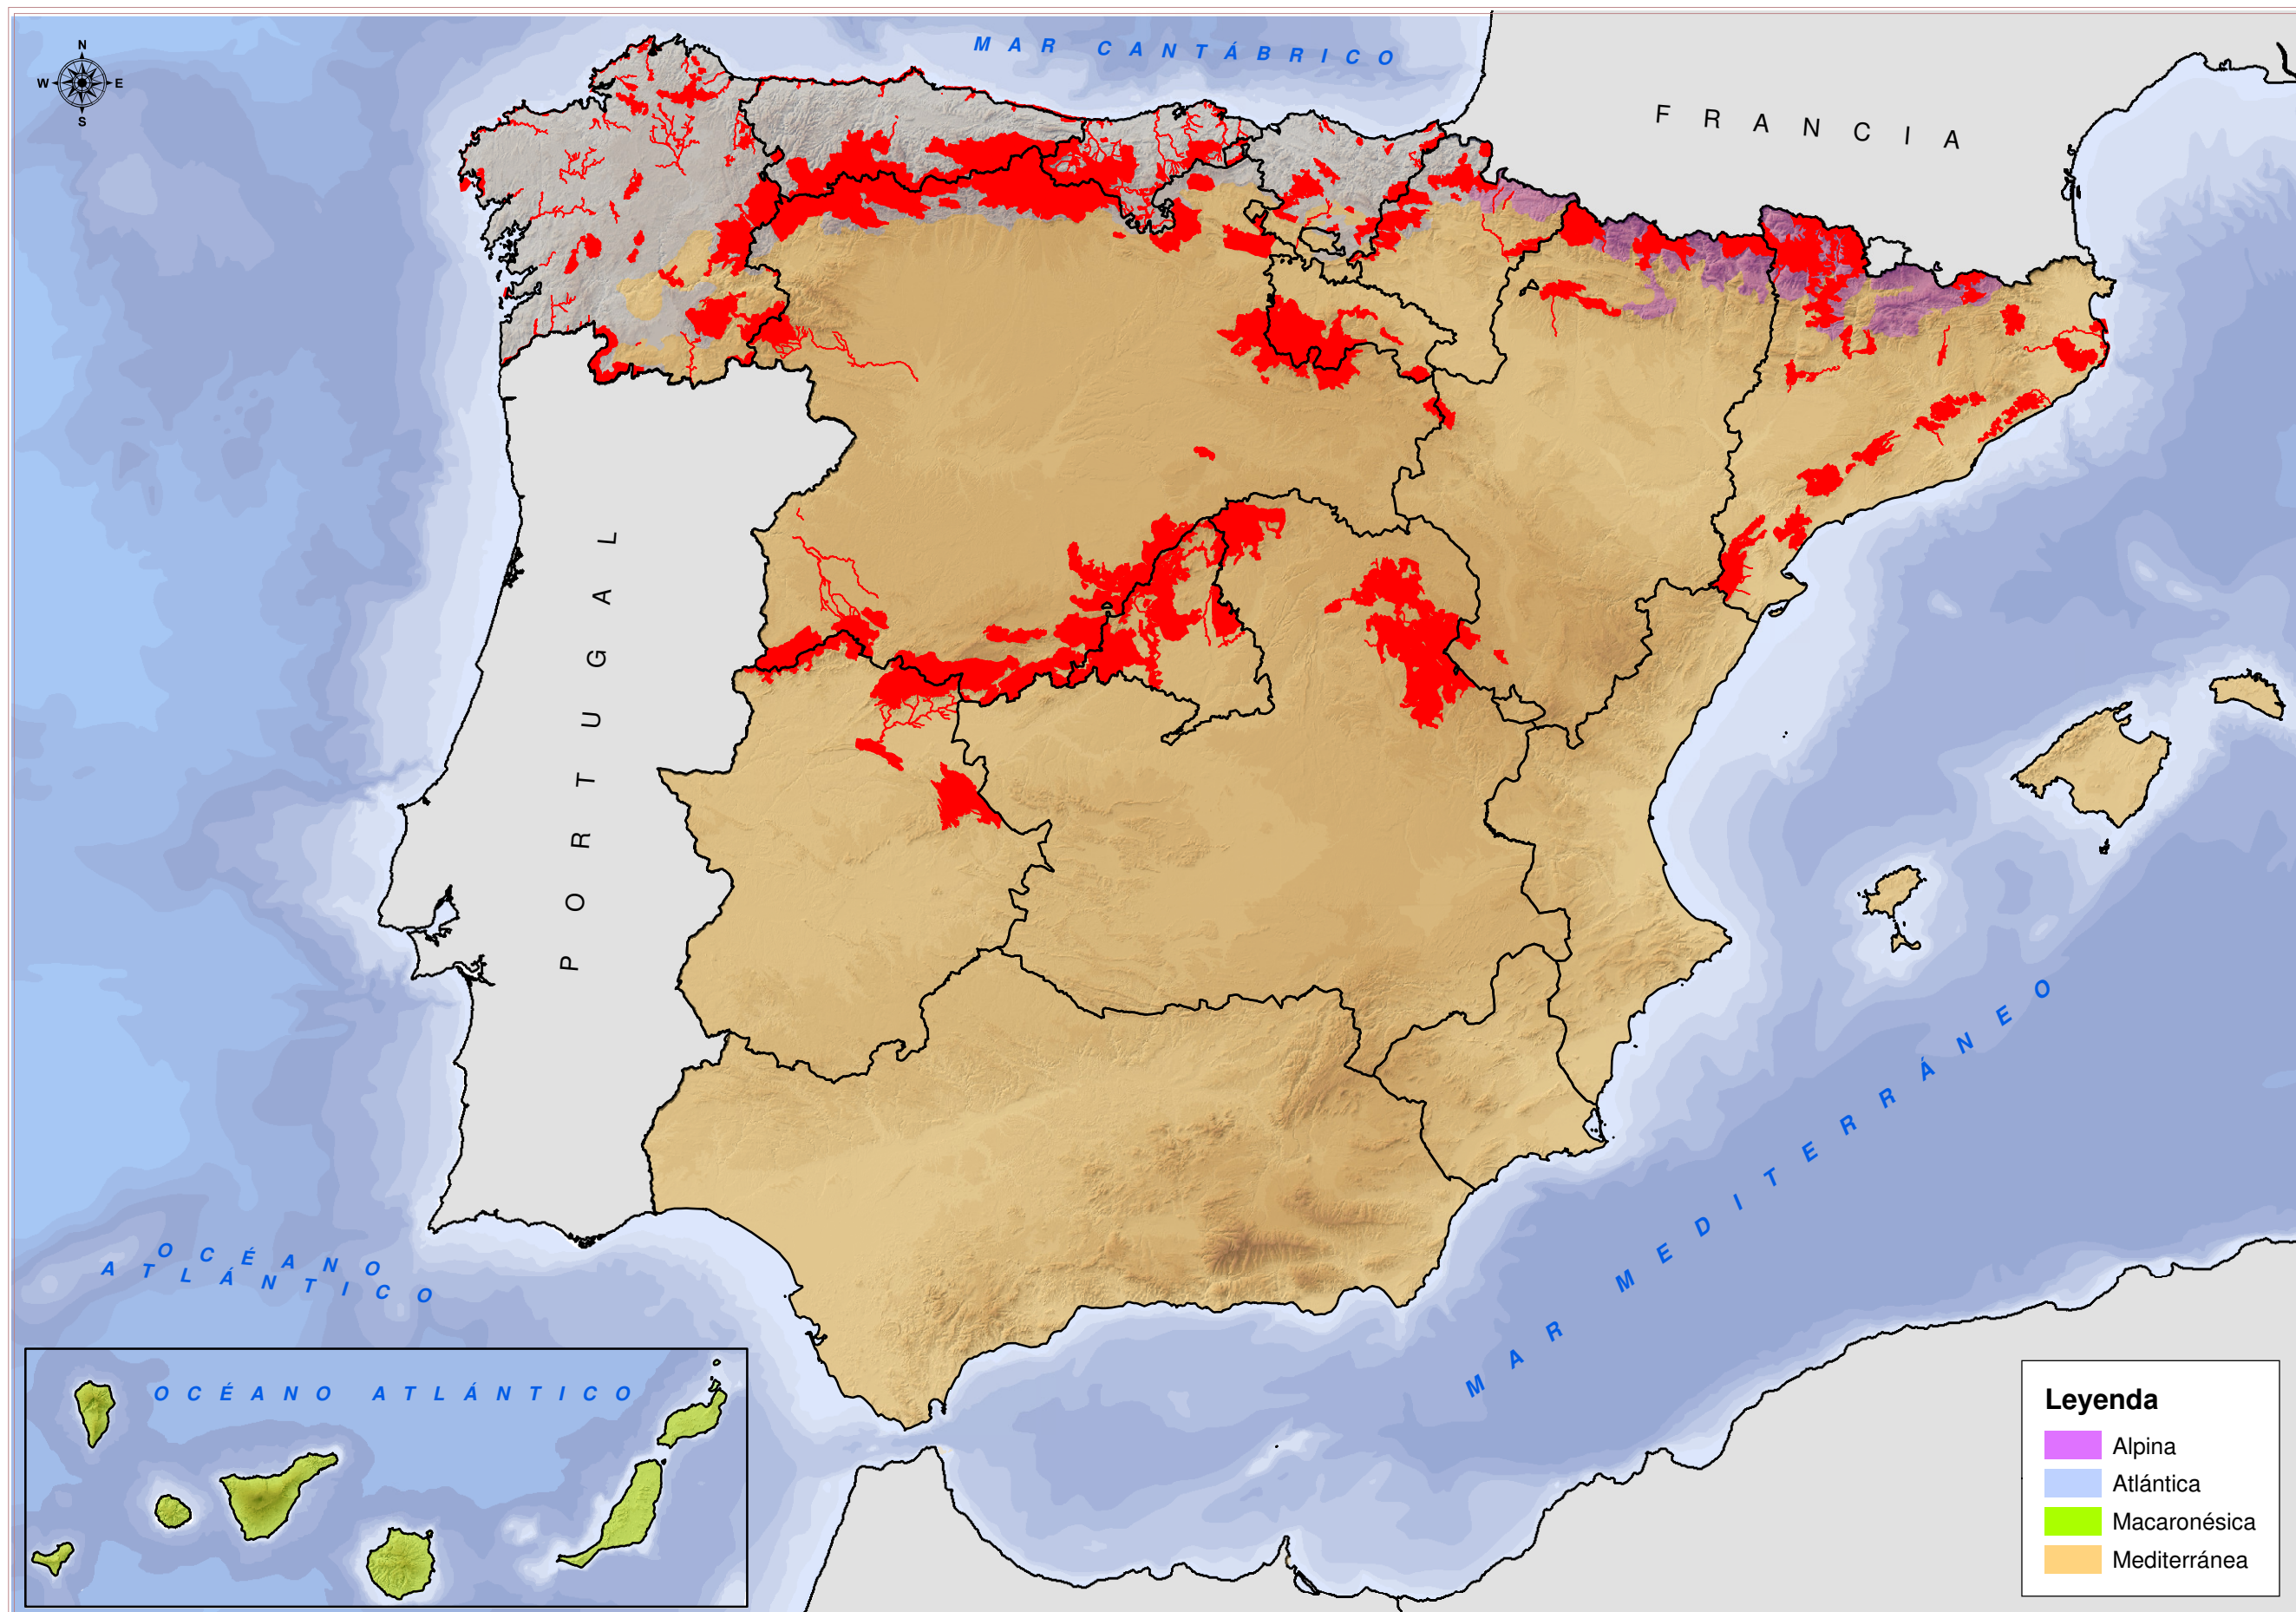 N
W E
S
MAR CANTÁBRICO
FRANCIA
PORTUGAL
MAR MEDITERRÁNEO
OCÉANO
ATLÁNTICO
OCÉANO ATLÁNTICO
Leyenda
Alpina
Atlántica
Macaronésica
Mediterránea